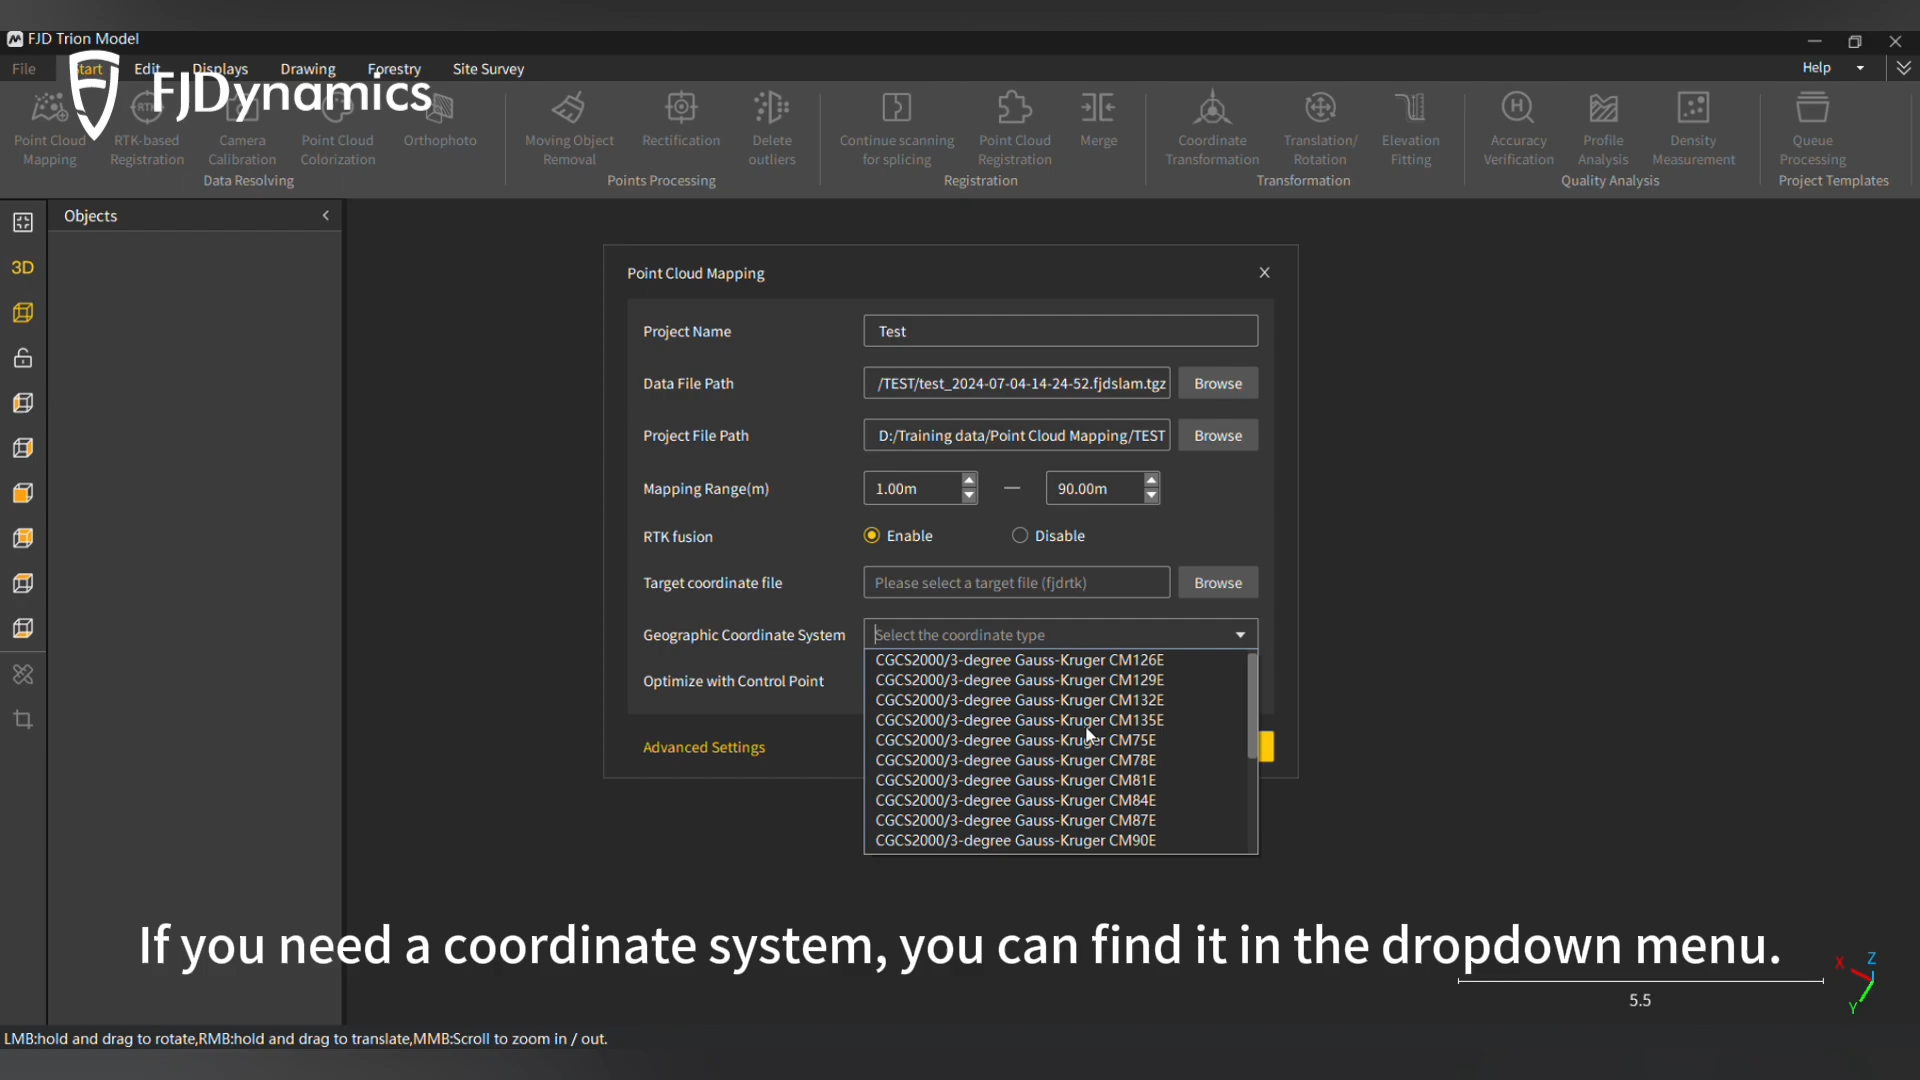 FJD Trion Model
File Start Edit Displays Drawing Forestry Site Survey Help
FJDynamics
Point Cloud Mapping
RTK-based Registration
Camera Calibration
Point Cloud Colorization
Orthophoto
Data Resolving
Moving Object Removal
Rectification
Delete outliers
Points Processing
Continue scanning for splicing
Point Cloud Registration
Merge
Registration
Coordinate Transformation
Translation/ Rotation
Elevation Fitting
Transformation
Accuracy Verification
Profile Analysis
Density Measurement
Quality Analysis
Queue Processing
Project Templates
3D
Objects
Point Cloud Mapping
X
Project Name Test
Data File Path /TEST/test_2024-07-04-14-24-52.fjdslam.tgz Browse
Project File Path D:/Training data/Point Cloud Mapping/TEST Browse
Mapping Range(m) 1.00m — 90.00m
RTK fusion Enable Disable
Target coordinate file Please select a target file (fjdrtk) Browse
Geographic Coordinate System Select the coordinate type
CGCS2000/3-degree Gauss-Kruger CM126E
CGCS2000/3-degree Gauss-Kruger CM129E
Optimize with Control Point
CGCS2000/3-degree Gauss-Kruger CM132E
CGCS2000/3-degree Gauss-Kruger CM135E
CGCS2000/3-degree Gauss-Kruger CM75E
Advanced Settings
CGCS2000/3-degree Gauss-Kruger CM78E
CGCS2000/3-degree Gauss-Kruger CM81E
CGCS2000/3-degree Gauss-Kruger CM84E
CGCS2000/3-degree Gauss-Kruger CM87E
CGCS2000/3-degree Gauss-Kruger CM90E
If you need a coordinate system, you can find it in the dropdown menu.
X Z
Y
5.5
LMB:hold and drag to rotate,RMB:hold and drag to translate,MMB:Scroll to zoom in / out.